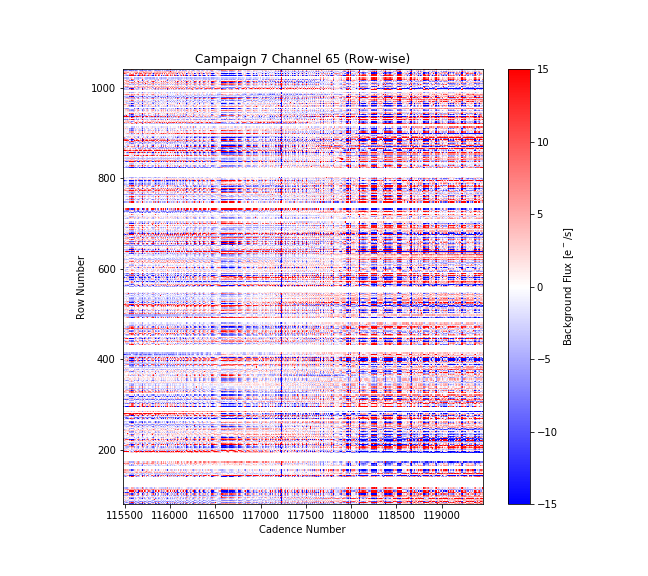 Campaign 7 Channel 65 (Row-wise)
1000
800
600
400
200
Row Number
115500 116000 116500 117000 117500 118000 118500 119000
Cadence Number
15
10
5
0
−5
−10
−15
Background Flux [e⁻/s]